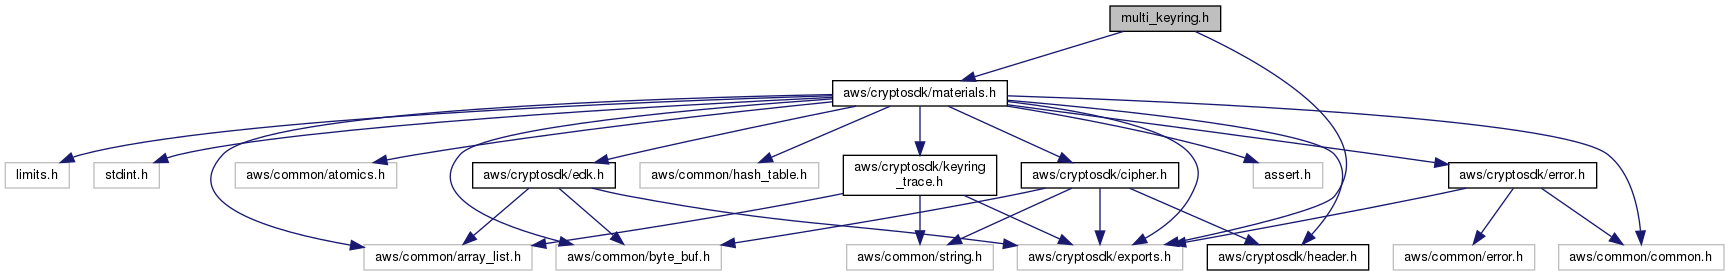 multi_keyring.h
aws/cryptosdk/materials.h
limits.h
stdint.h
aws/common/atomics.h
aws/cryptosdk/edk.h
aws/common/hash_table.h
aws/cryptosdk/keyring
_trace.h
aws/cryptosdk/cipher.h
assert.h
aws/cryptosdk/error.h
aws/common/array_list.h
aws/common/byte_buf.h
aws/common/string.h
aws/cryptosdk/exports.h
aws/cryptosdk/header.h
aws/common/error.h
aws/common/common.h